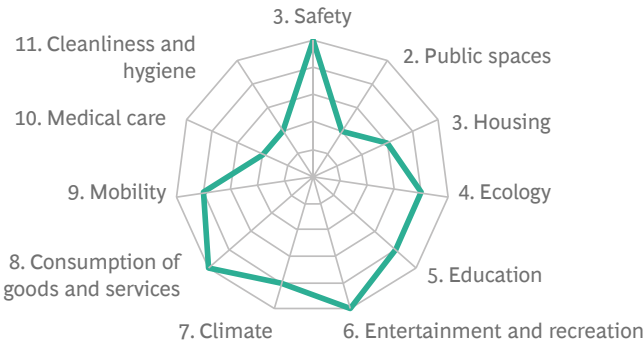 3. Safety
2. Public spaces
3. Housing
4. Ecology
5. Education
6. Entertainment and recreation
7. Climate
8. Consumption of
goods and services
9. Mobility
10. Medical care
11. Cleanliness and
hygiene